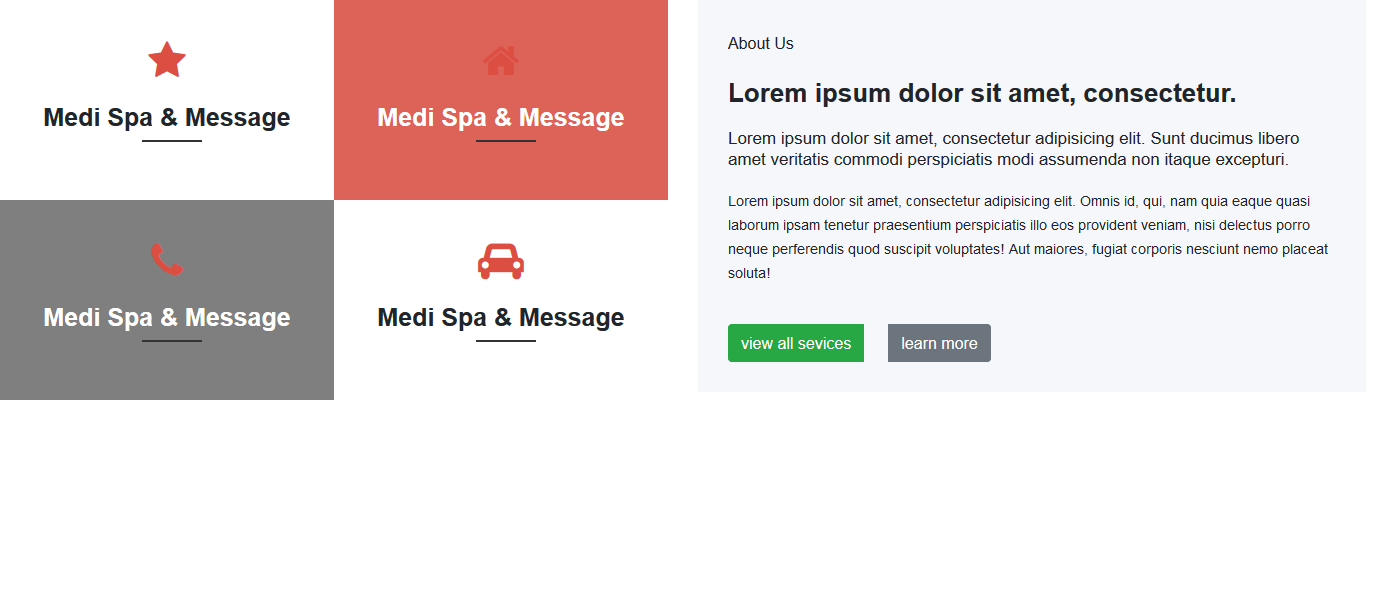 Medi Spa & Message
Medi Spa & Message
Medi Spa & Message
Medi Spa & Message
About Us
Lorem ipsum dolor sit amet, consectetur.
Lorem ipsum dolor sit amet, consectetur adipisicing elit. Sunt ducimus libero
amet veritatis commodi perspiciatis modi assumenda non itaque excepturi.
Lorem ipsum dolor sit amet, consectetur adipisicing elit. Omnis id, qui, nam quia eaque quasi
laborum ipsam tenetur praesentium perspiciatis illo eos provident veniam, nisi delectus porro
neque perferendis quod suscipit voluptates! Aut maiores, fugiat corporis nesciunt nemo placeat
soluta!
view all sevices
learn more